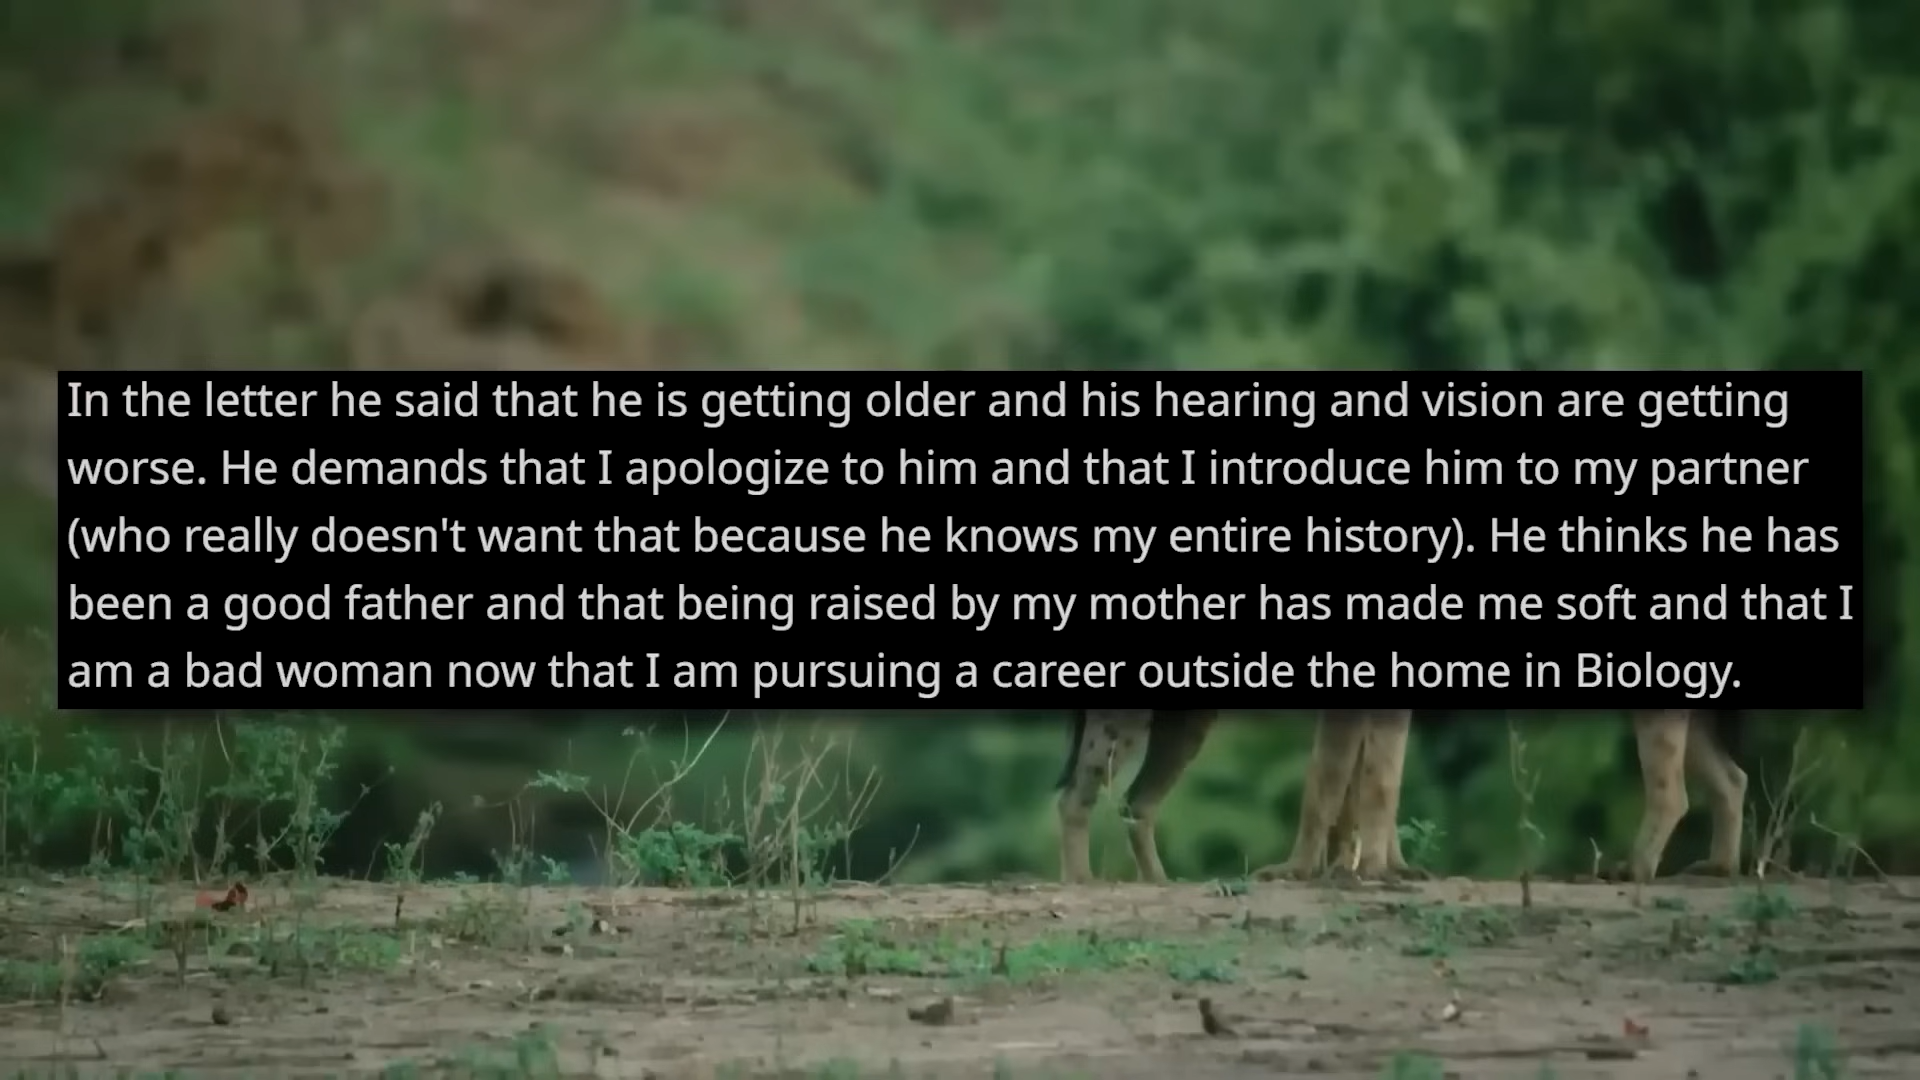 In the letter he said that he is getting older and his hearing and vision are getting
worse. He demands that I apologize to him and that I introduce him to my partner
(who really doesn't want that because he knows my entire history). He thinks he has
been a good father and that being raised by my mother has made me soft and that I
am a bad woman now that I am pursuing a career outside the home in Biology.